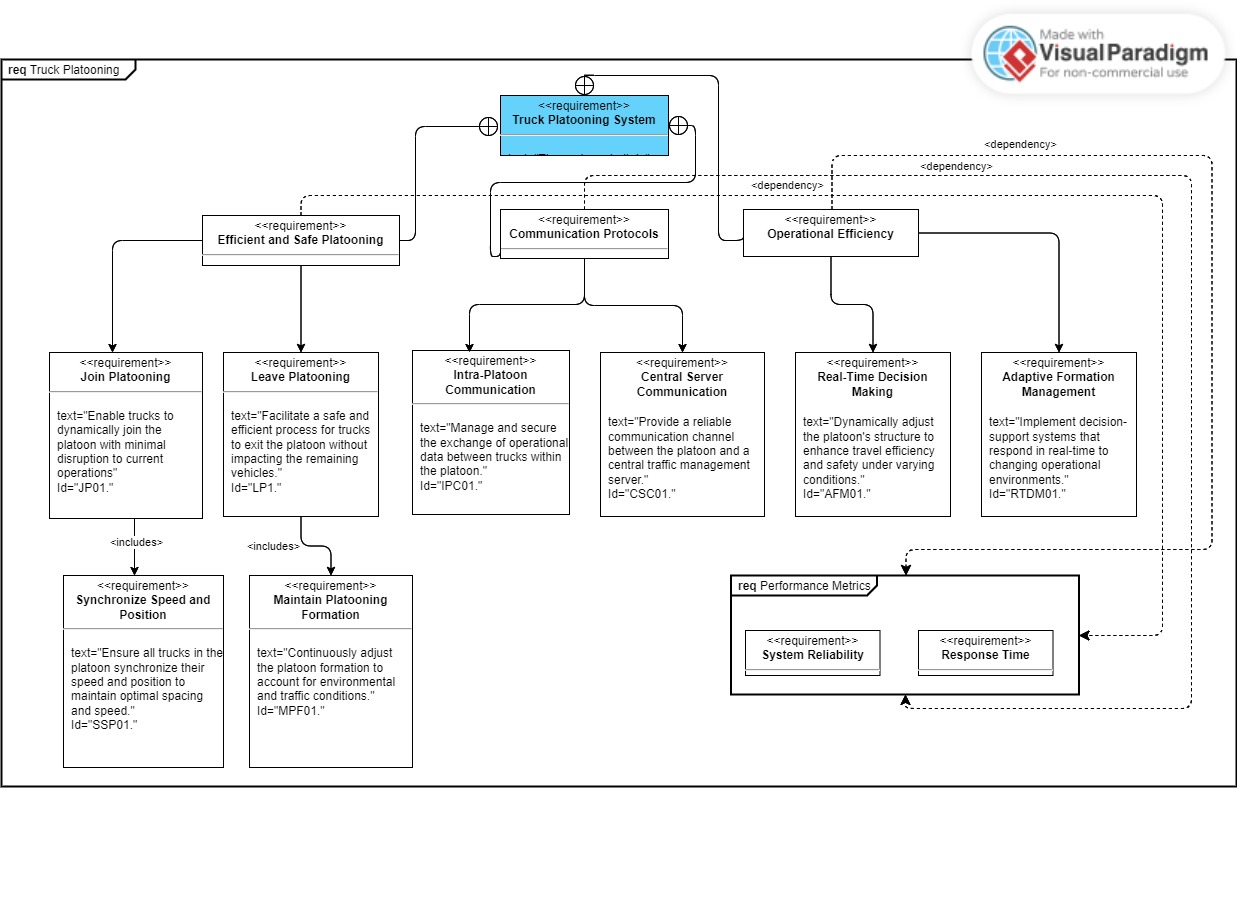 Made with
Visual Paradigm
For non-commercial use
req Truck Platooning
<<requirement>>
Truck Platooning System
<dependency>
<dependency>
<dependency>
<<requirement>>
Efficient and Safe Platooning
<<requirement>>
Communication Protocols
<<requirement>>
Operational Efficiency
<<requirement>>
Join Platooning
text="Enable trucks to
dynamically join the
platoon with minimal
disruption to current
operations"
Id="JP01."
<<requirement>>
Leave Platooning
text="Facilitate a safe and
efficient process for trucks
to exit the platoon without
impacting the remaining
vehicles."
Id="LP1."
<<requirement>>
Intra-Platoon
Communication
text="Manage and secure
the exchange of operational
data between trucks within
the platoon."
Id="IPC01."
<<requirement>>
Central Server
Communication
text="Provide a reliable
communication channel
between the platoon and a
central traffic management
server."
Id="CSC01."
<<requirement>>
Real-Time Decision
Making
text="Dynamically adjust
the platoon's structure to
enhance travel efficiency
and safety under varying
conditions."
Id="AFM01."
<<requirement>>
Adaptive Formation
Management
text="Implement decision-
support systems that
respond in real-time to
changing operational
environments."
Id="RTDM01."
<includes>
<includes>
<<requirement>>
Synchronize Speed and
Position
text="Ensure all trucks in the
platoon synchronize their
speed and position to
maintain optimal spacing
and speed."
Id="SSP01."
<<requirement>>
Maintain Platooning
Formation
text="Continuously adjust
the platoon formation to
account for environmental
and traffic conditions."
Id="MPF01."
req Performance Metrics
<<requirement>>
System Reliability
<<requirement>>
Response Time